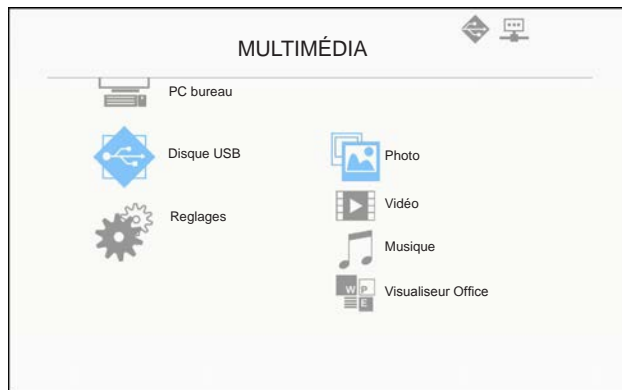 MULTIMÉDIA
PC bureau
Disque USB
Photo
Vidéo
Reglages
Musique
W P
E
Visualiseur Office